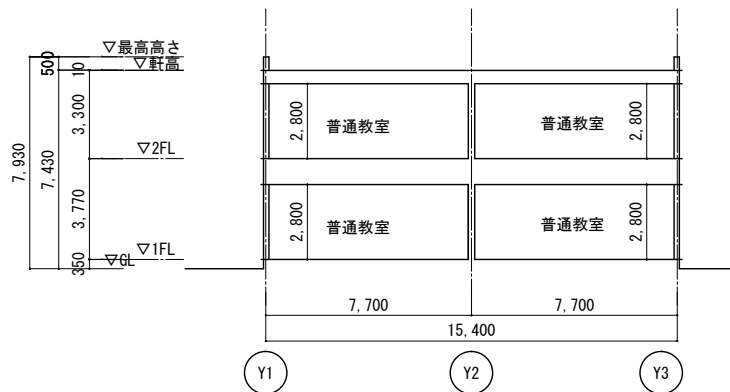 ▽最高高さ
▽軒高
500
10
3,300
2,800
普通教室
普通教室
2,800
▽2FL
7,930
7,430
3,770
2,800
普通教室
普通教室
2,800
▽1FL
▽GL
350
7,700
7,700
15,400
Y1
Y2
Y3